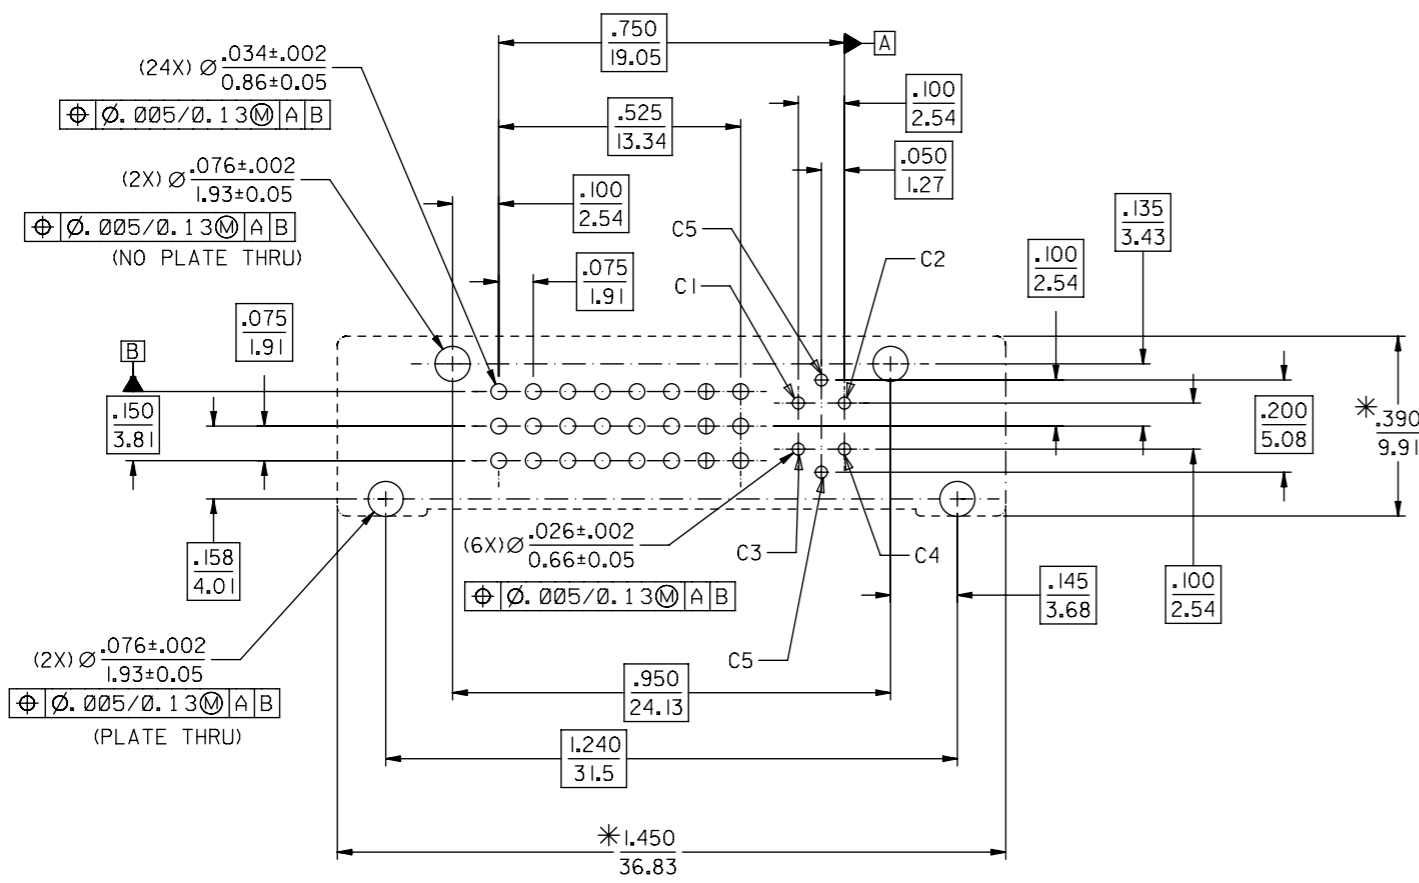 .750
19.05
A
(24X) Ø .034±.002
0.86±0.05
⌖ Ø.005/0.13Ⓜ A B
.100
2.54
.525
13.34
(2X) Ø .076±.002
1.93±0.05
⌖ Ø.005/0.13Ⓜ A B
(NO PLATE THRU)
.050
1.27
.100
2.54
.135
3.43
C5
C2
.100
2.54
C1
.075
1.91
.075
1.91
B
.150
3.81
.200
5.08
* .390
9.91
.158
4.01
(6X) Ø .026±.002
0.66±0.05
C3
C4
⌖ Ø.005/0.13Ⓜ A B
.145
3.68
.100
2.54
(2X) Ø .076±.002
1.93±0.05
C5
⌖ Ø.005/0.13Ⓜ A B
(PLATE THRU)
.950
24.13
1.240
31.5
* 1.450
36.83